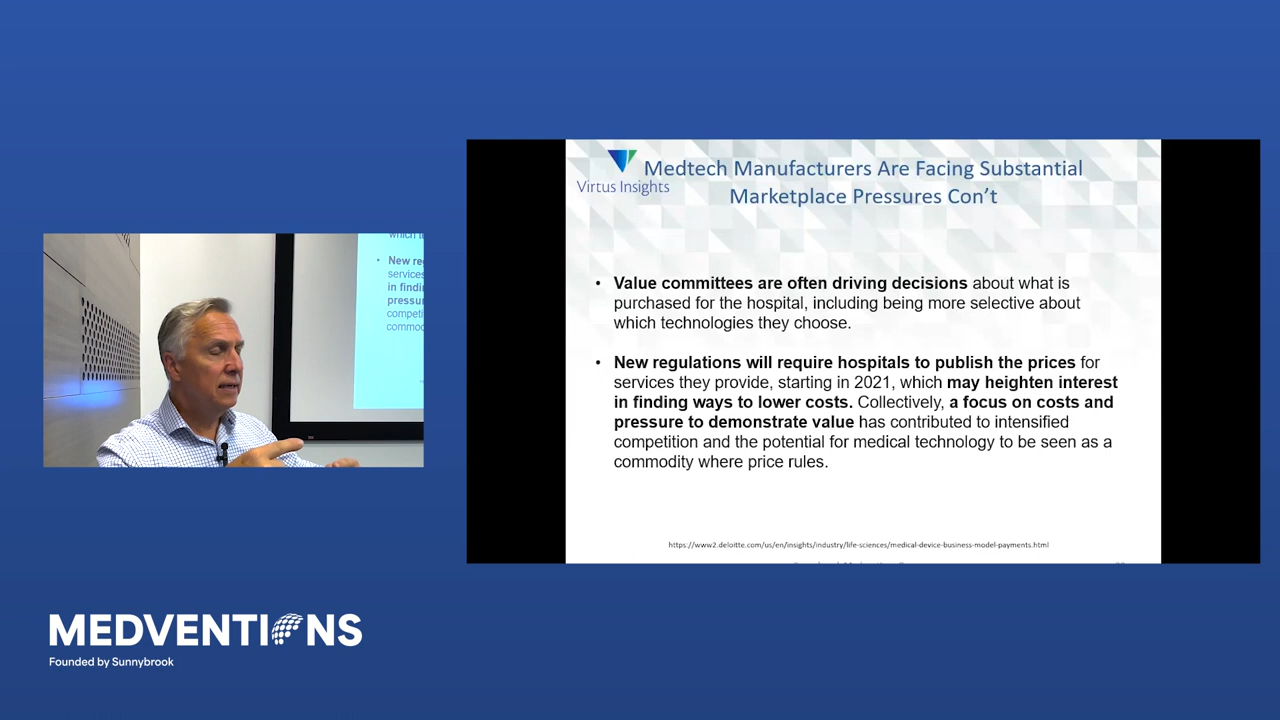 Virtus Insights
Medtech Manufacturers Are Facing Substantial
Marketplace Pressures Con't
• Value committees are often driving decisions about what is
purchased for the hospital, including being more selective about
which technologies they choose.
• New regulations will require hospitals to publish the prices for
services they provide, starting in 2021, which may heighten interest
in finding ways to lower costs. Collectively, a focus on costs and
pressure to demonstrate value has contributed to intensified
competition and the potential for medical technology to be seen as a
commodity where price rules.
https://www2.deloitte.com/us/en/insights/industry/life-sciences/medical-device-business-model-payments.html
MEDVENTIONS
Founded by Sunnybrook